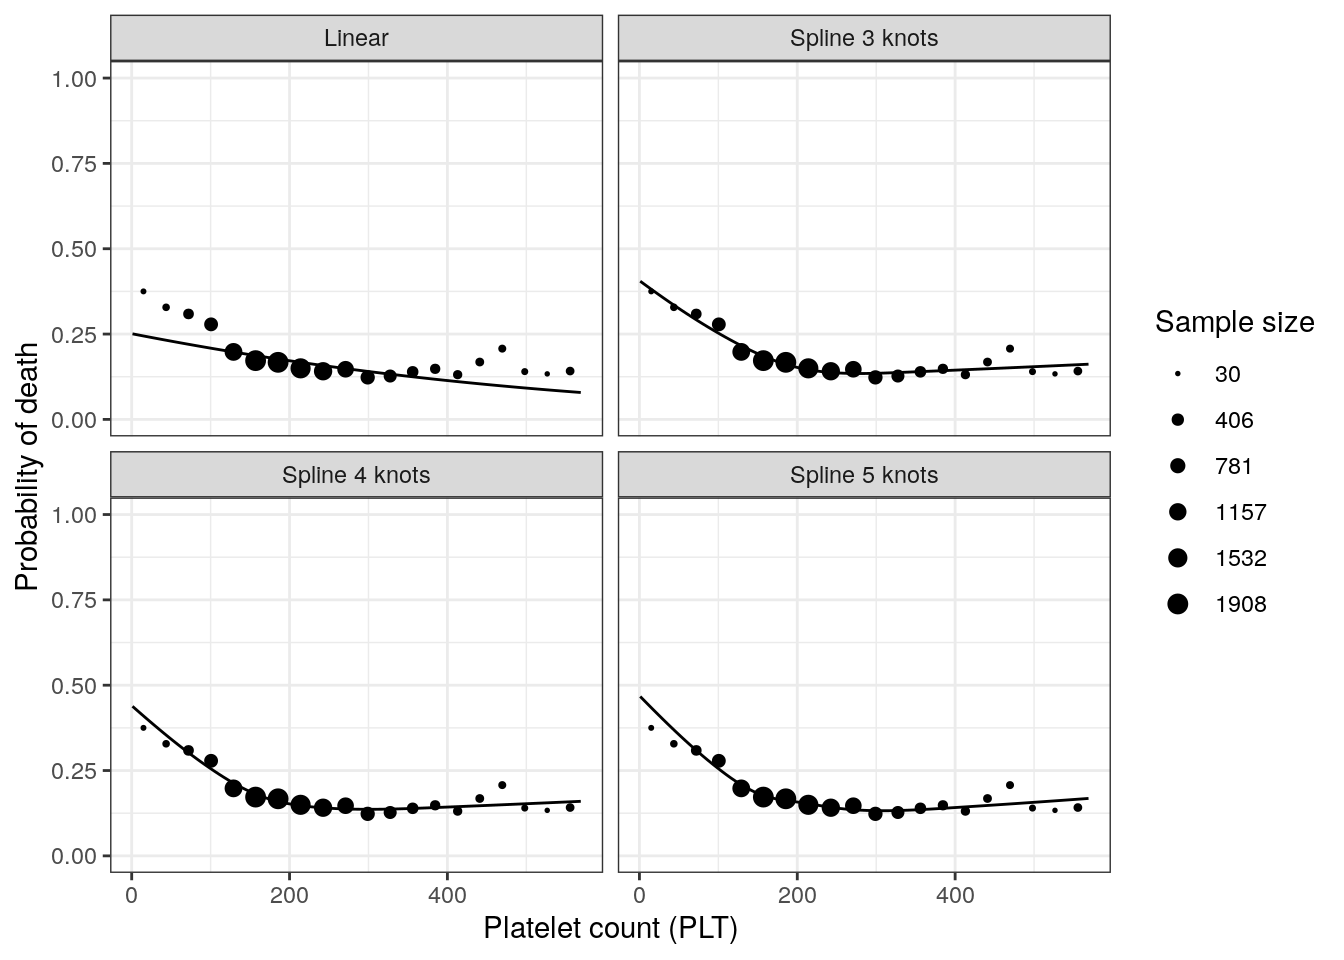 Linear
Spline 3 knots
1.00
0.75
0.50
0.25
0.00
Spline 4 knots
Spline 5 knots
1.00
0.75
0.50
0.25
0.00
0 200 400
0 200 400
Platelet count (PLT)
Probability of death
Sample size
30
406
781
1157
1532
1908